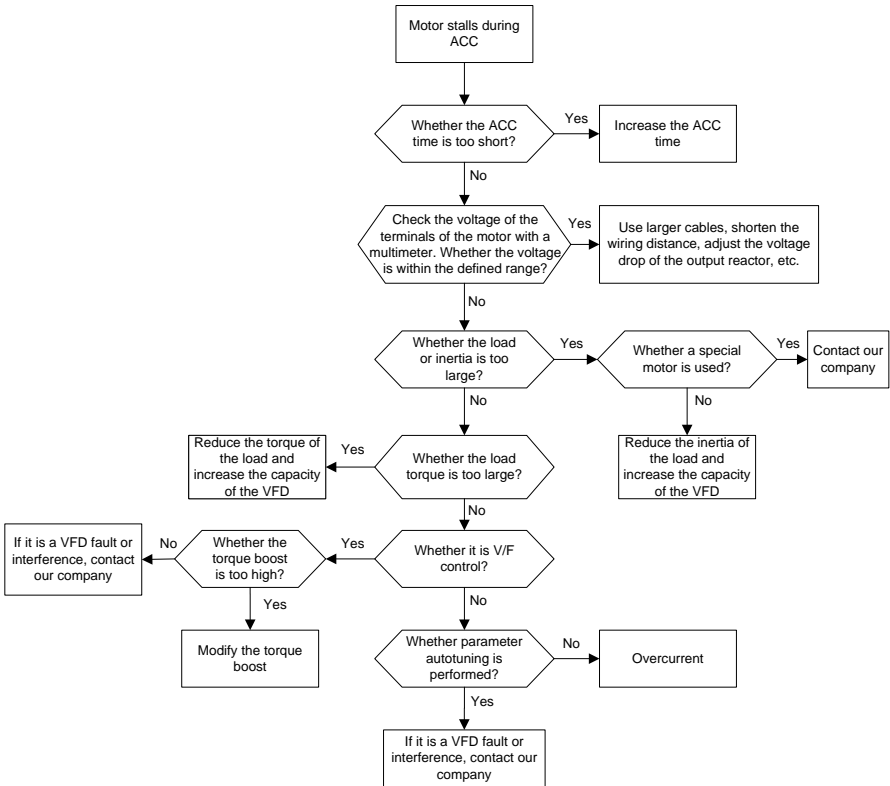 Motor stalls during
ACC
Whether the ACC
time is too short?
Yes
Increase the ACC
time
No
Check the voltage of the
terminals of the motor with a
multimeter. Whether the voltage
is within the defined range?
Yes
Use larger cables, shorten the
wiring distance, adjust the voltage
drop of the output reactor, etc.
No
Whether the load
or inertia is too
large?
Yes
Whether a special
motor is used?
Yes
Contact our
company
No
No
Reduce the torque of
the load and
increase the capacity
of the VFD
Yes
Whether the load
torque is too large?
Reduce the inertia of
the load and
increase the capacity
of the VFD
No
If it is a VFD fault or
interference, contact
our company
No
Whether the
torque boost
is too high?
Yes
Whether it is V/F
control?
Yes
No
Modify the torque
boost
Whether parameter
autotuning is
performed?
No
Overcurrent
Yes
If it is a VFD fault or
interference, contact our
company